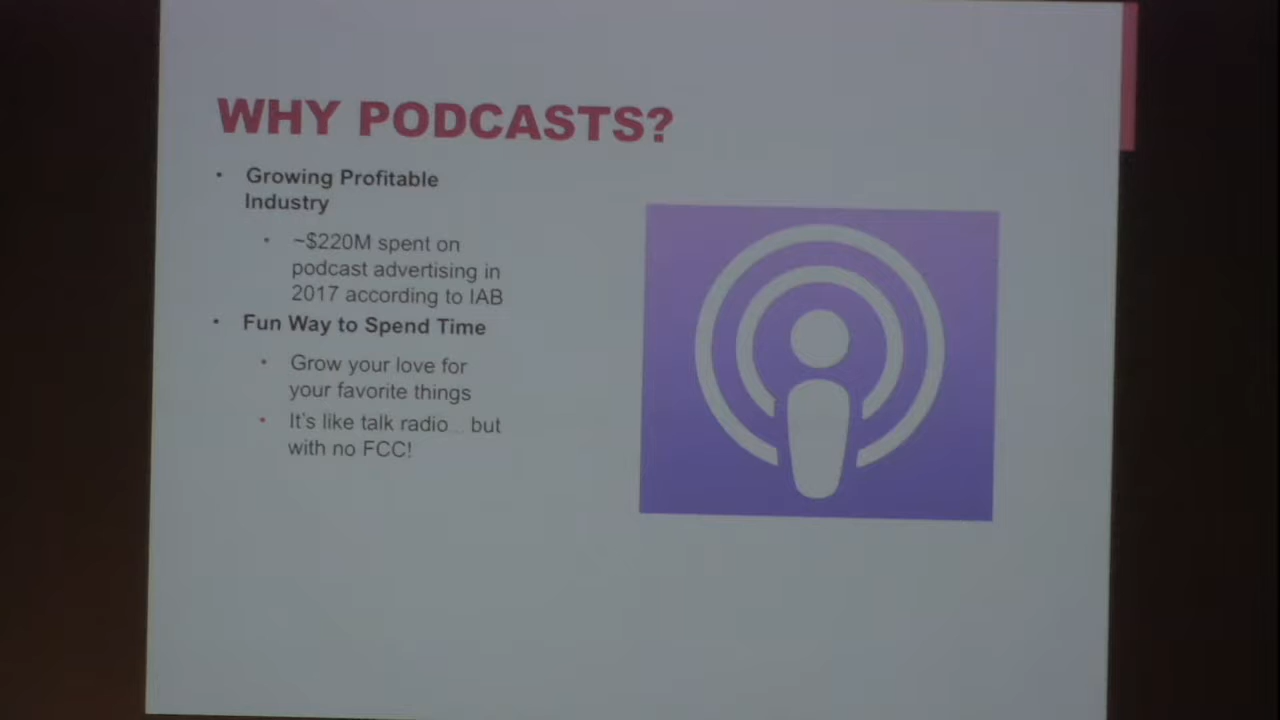 WHY PODCASTS?
• Growing Profitable
Industry
• ~$220M spent on
podcast advertising in
2017 according to IAB
• Fun Way to Spend Time
• Grow your love for
your favorite things
• It's like talk radio... but
with no FCC!